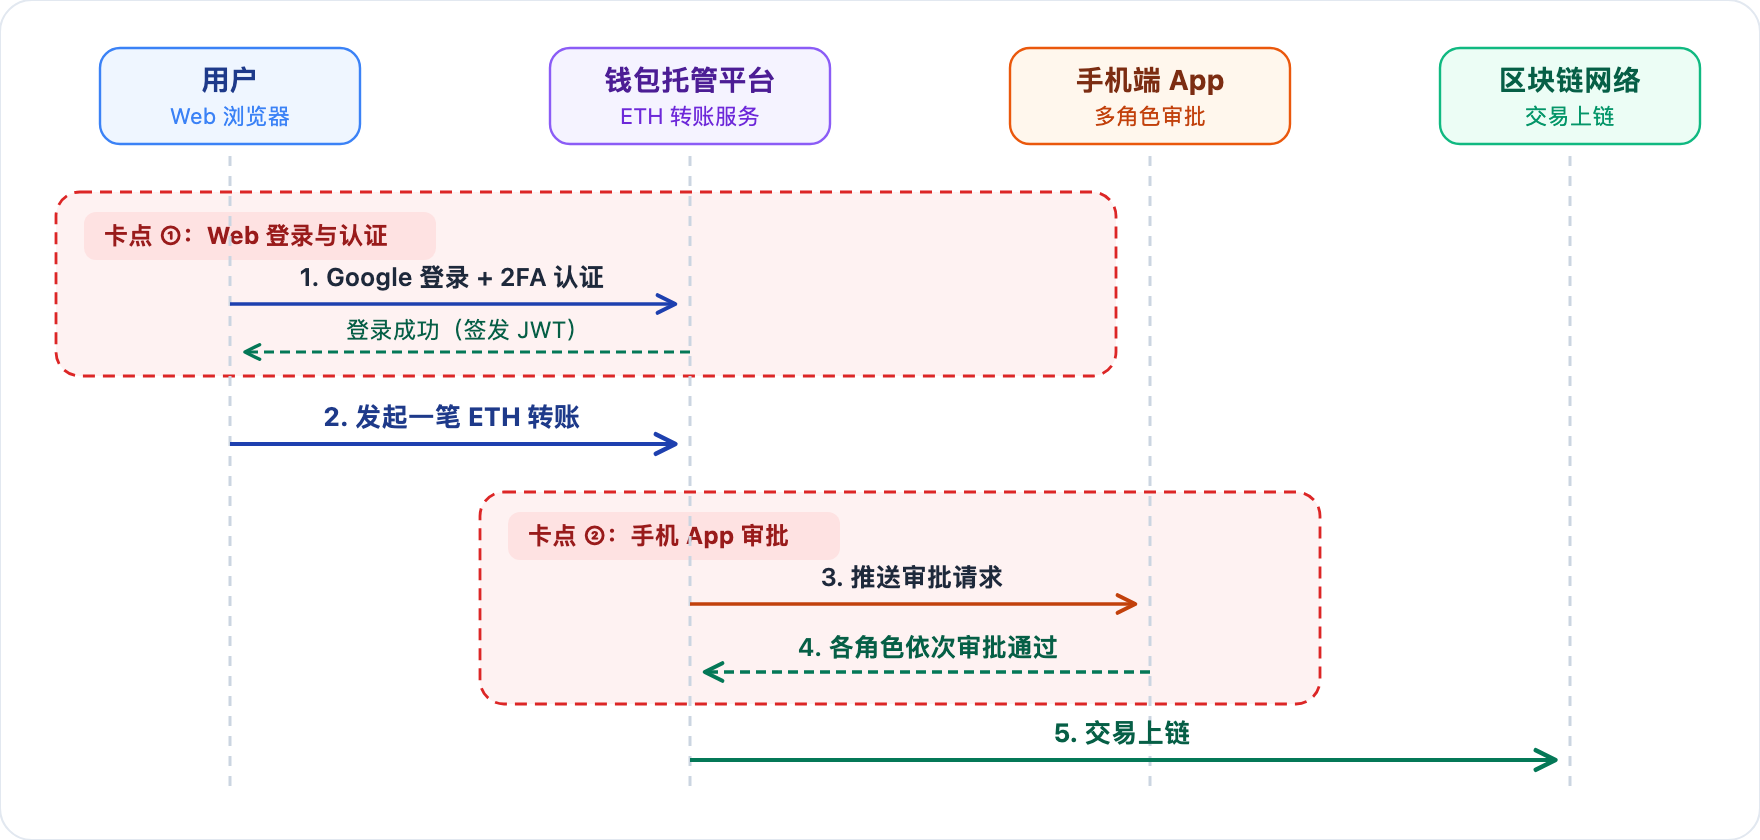 用户
Web 浏览器
钱包托管平台
ETH 转账服务
手机端 App
多角色审批
区块链网络
交易上链
卡点 ①：Web 登录与认证
1. Google 登录 + 2FA 认证
登录成功（签发 JWT）
2. 发起一笔 ETH 转账
卡点 ②：手机 App 审批
3. 推送审批请求
4. 各角色依次审批通过
5. 交易上链